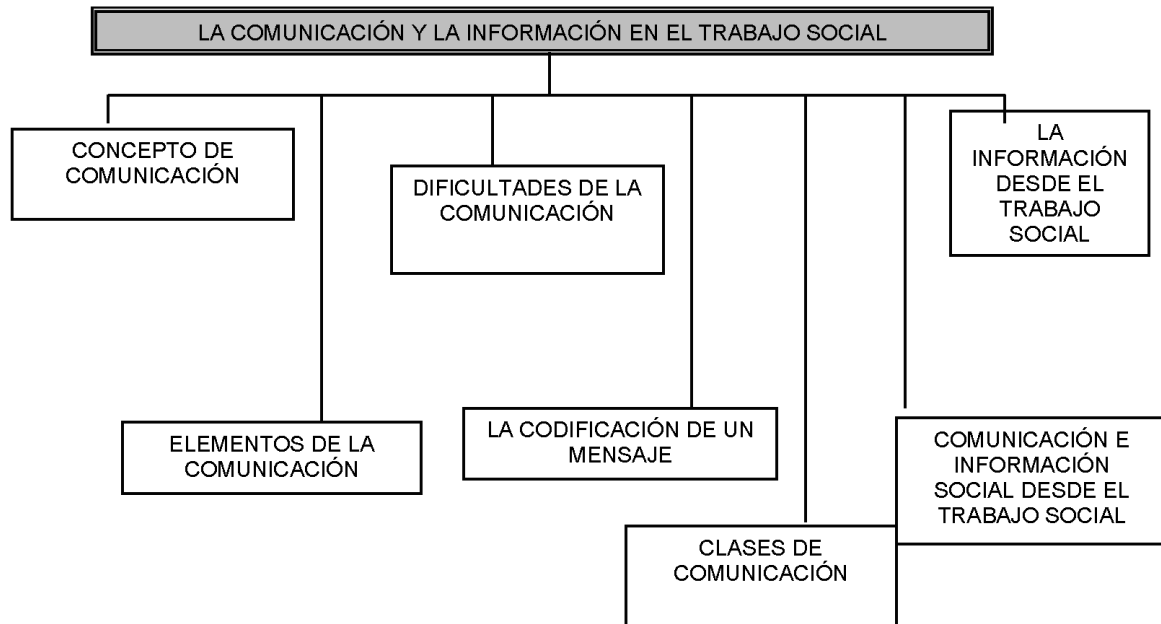 LA COMUNICACIÓN Y LA INFORMACIÓN EN EL TRABAJO SOCIAL
CONCEPTO DE
COMUNICACIÓN
DIFICULTADES DE LA
COMUNICACIÓN
LA
INFORMACIÓN
DESDE EL
TRABAJO
SOCIAL
ELEMENTOS DE LA
COMUNICACIÓN
LA CODIFICACIÓN DE UN
MENSAJE
COMUNICACIÓN E
INFORMACIÓN
SOCIAL DESDE EL
TRABAJO SOCIAL
CLASES DE
COMUNICACIÓN